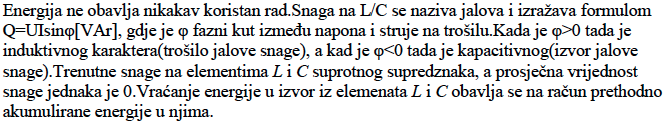 Energija ne obavlja nikakav koristan rad.Snaga na L/C se naziva jalova i izražava formulom
Q=UIsinφ[VAr], gdje je φ fazni kut između napona i struje na trošilu.Kada je φ>0 tada je
induktivnog karaktera(trošilo jalove snage), a kad je φ<0 tada je kapacitivnog(izvor jalove
snage).Trenutne snage na elementima L i C suprotnog supredznaka, a prosječna vrijednost
snage jednaka je 0.Vraćanje energije u izvor iz elemenata L i C obavlja se na račun prethodno
akumulirane energije u njima.